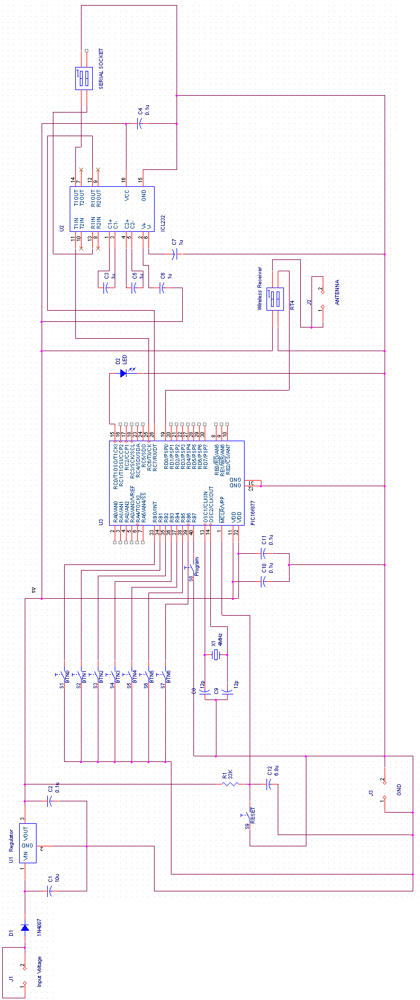 SERIAL SOCKET
C4
0.1u
14
7
12
9
16
15
T1OUT
T2OUT
R1OUT
R2OUT
VCC
GND
U2
T1IN
T2IN
R1IN
R2IN
C1+
C1-
C2+
C2-
V+
V-
ICL232
11
10
13
8
1
3
4
5
2
6
C7
1u
C3
1u
C5
1u
C6
1u
Wireless Receiver
RT4
J2
1
2
ANTENNA
D2
LED
15
16
17
18
23
24
25
26
19
20
21
22
27
28
29
30
8
9
10
RC0/T1OSO/T1CKI
RC1/T1OSI/CCP2
RC2/CCP1
RC3/SCK/SCL
RC4/SDI/SDA
RC5/SDO
RC6/TX/CK
RC7/RX/DT
RD0/PSP0
RD1/PSP1
RD2/PSP2
RD3/PSP3
RD4/PSP4
RD5/PSP5
RD6/PSP6
RD7/PSP7
RE0/RD/AN5
RE1/WR/AN6
RE2/CS/AN7
GND
GND
31
12
U3
RA0/AN0
RA1/AN1
RA2/AN2
RA3/AN3/VREF
RA4/TOCKI
RA5/AN4/SS
RB0/INT
RB1
RB2
RB3
RB4
RB5
RB6
RB7
OSC1/CLKIN
OSC2/CLKOUT
MCLR/VPP
VDD
VDD
PIC16f877
2
3
4
5
6
7
33
34
35
36
37
38
39
40
13
14
1
11
32
S8
Program
C11
0.1u
C10
0.1u
5V
X1
4MHz
S1
BTN0
S2
BTN1
S3
BTN2
S4
BTN3
S5
BTN4
S6
BTN5
S7
BTN6
C8
12p
C9
12p
R1
33K
C12
6.8u
S9
RESET
J3
1
2
GND
C2
0.1u
U1
Regulator
3
VOUT
GND
VIN
2
1
C1
10u
D1
1N4007
J1
1
2
Input Voltage